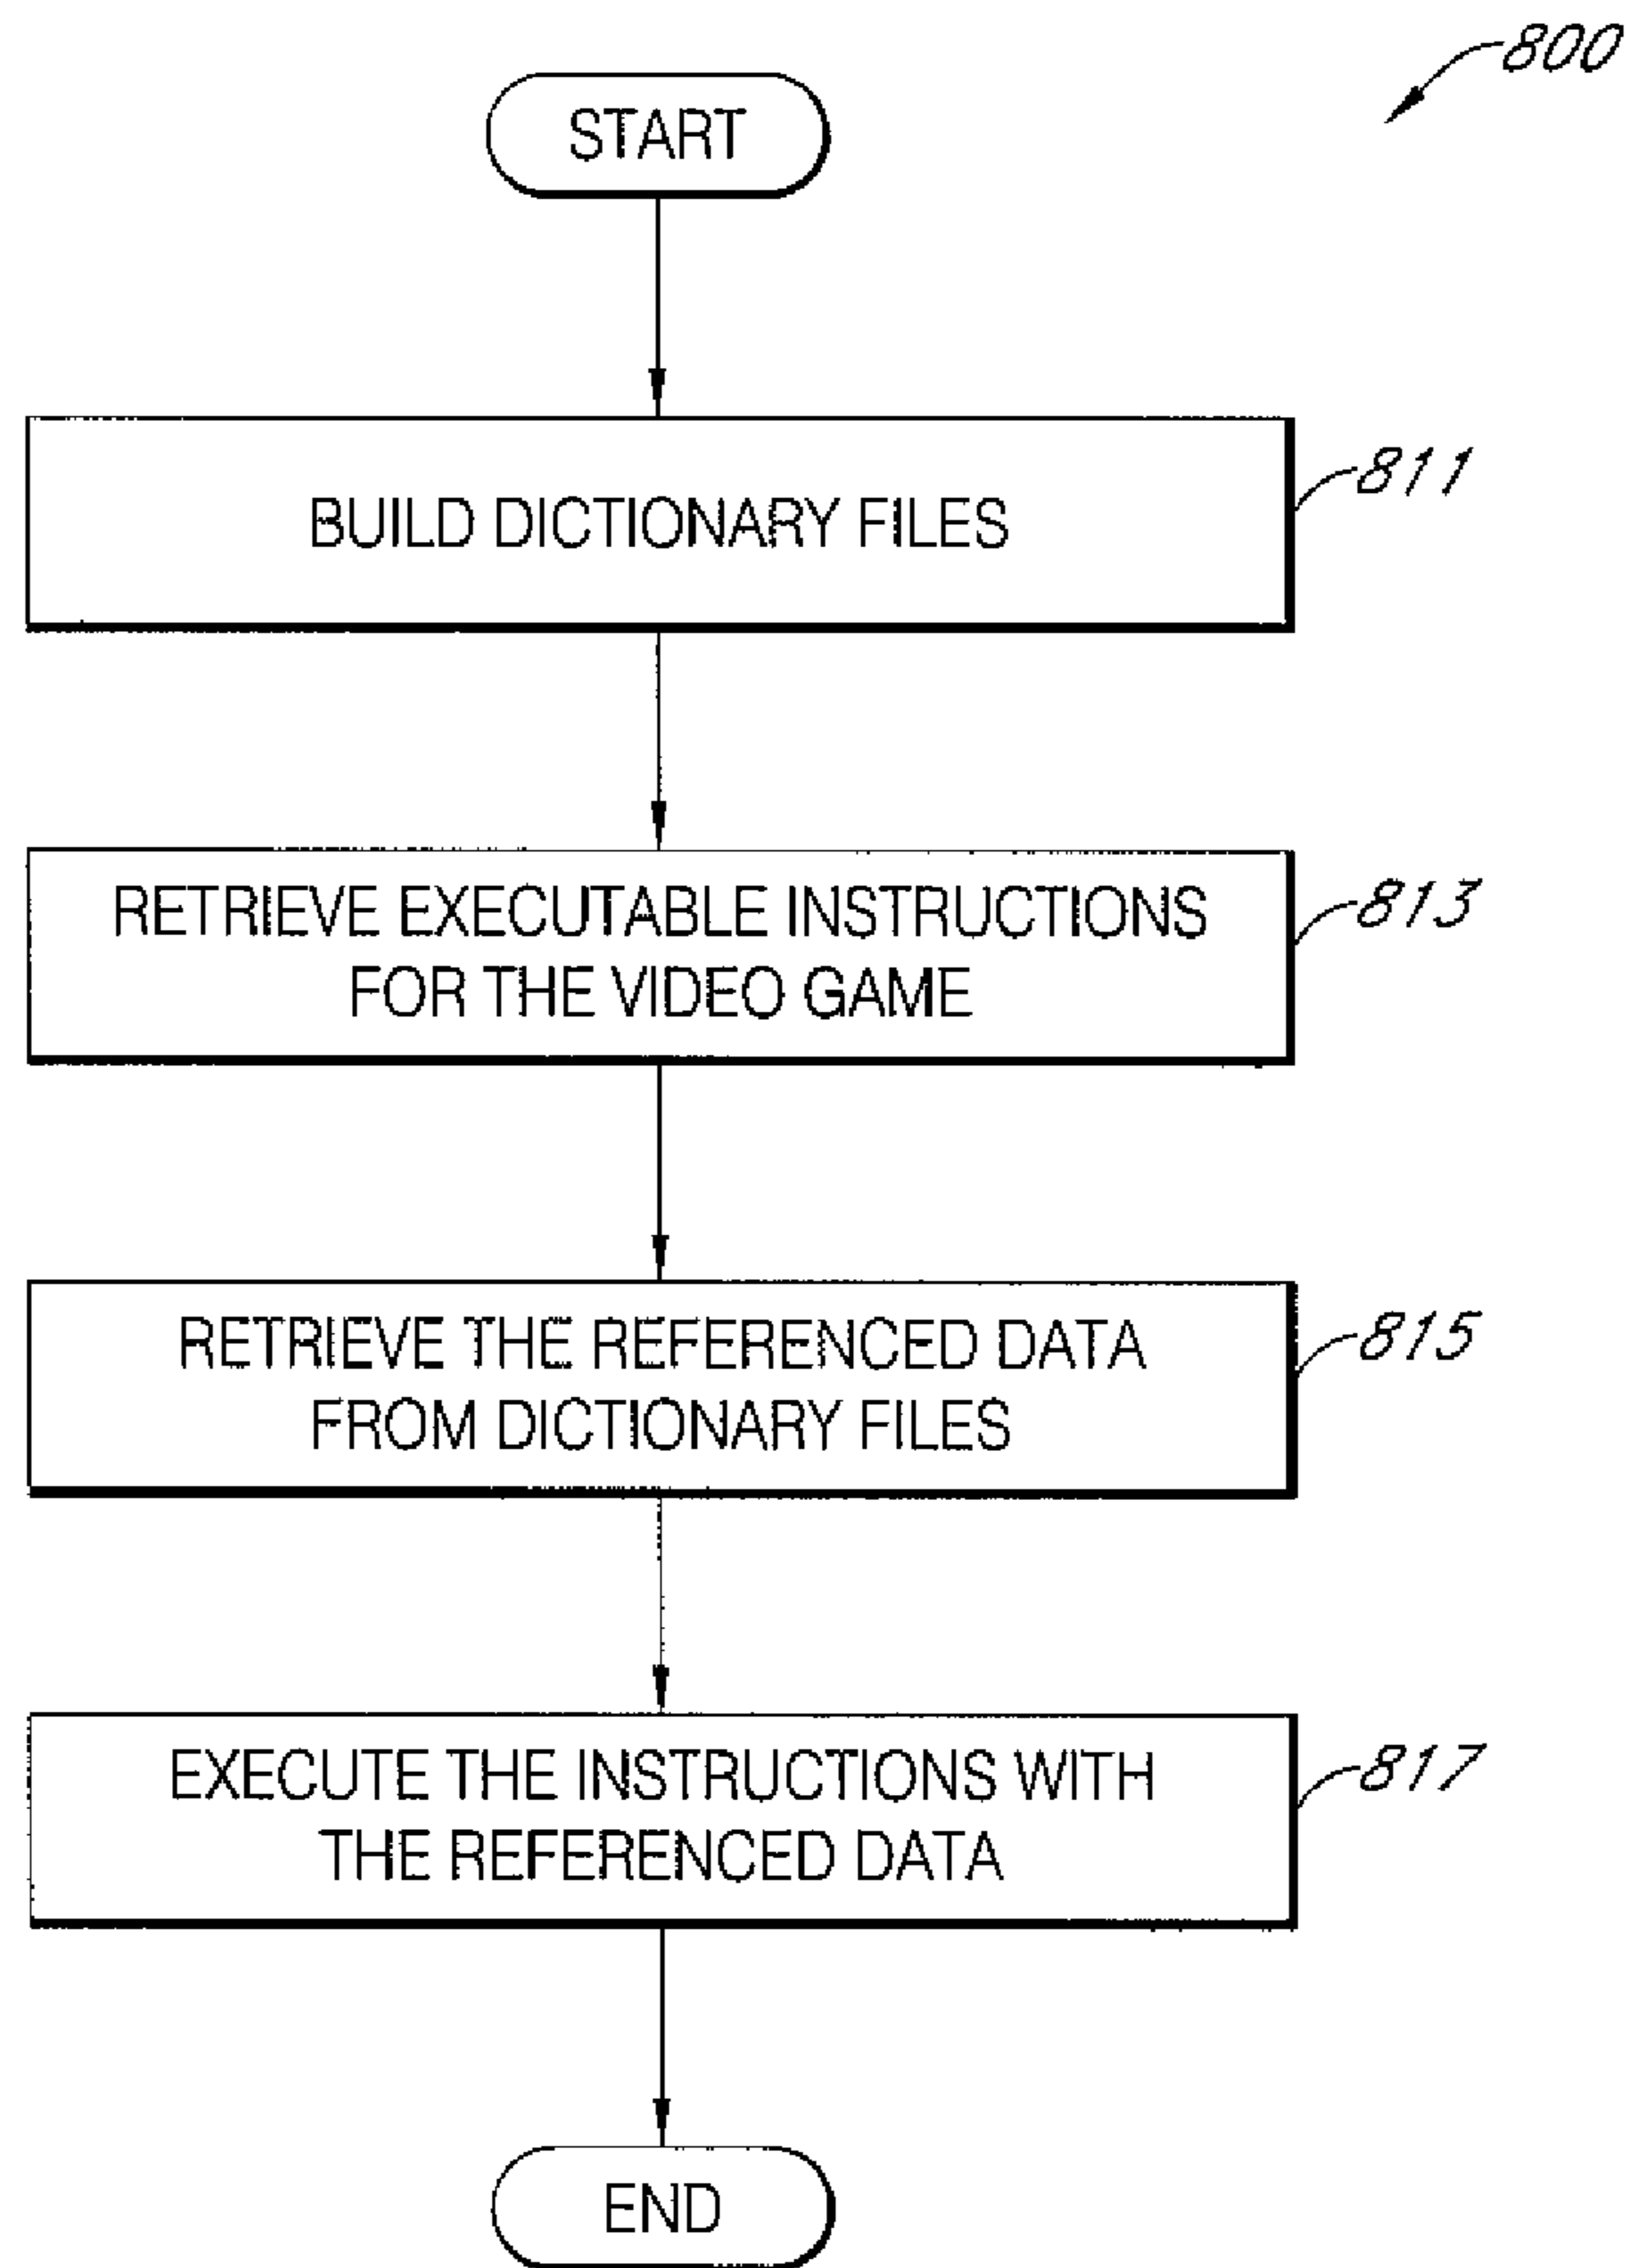 800
START
BUILD DICTIONARY FILES
811
RETRIEVE EXECUTABLE INSTRUCTIONS
FOR THE VIDEO GAME
813
RETRIEVE THE REFERENCED DATA
FROM DICTIONARY FILES
815
EXECUTE THE INSTRUCTIONS WITH
THE REFERENCED DATA
817
END